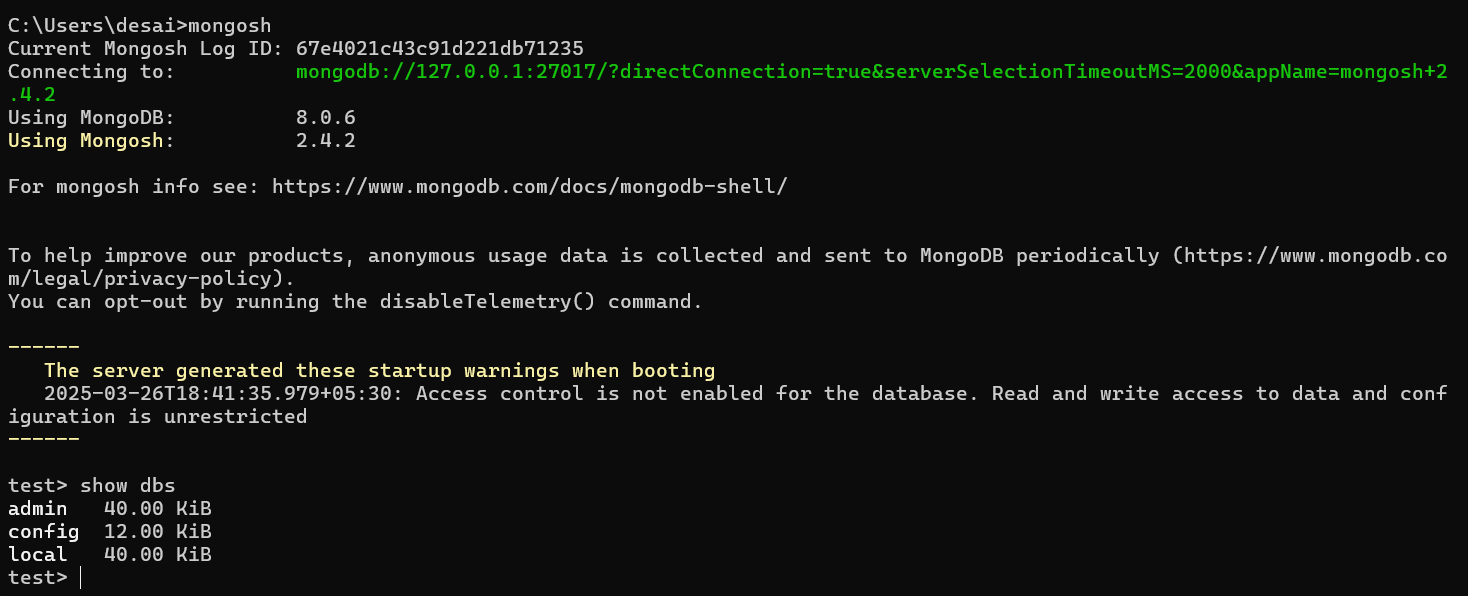 C:\Users\desai>mongosh
Current Mongosh Log ID: 67e4021c43c91d221db71235
Connecting to:          mongodb://127.0.0.1:27017/?directConnection=true&serverSelectionTimeoutMS=2000&appName=mongosh+2
.4.2
Using MongoDB:          8.0.6
Using Mongosh:          2.4.2
For mongosh info see: https://www.mongodb.com/docs/mongodb-shell/
To help improve our products, anonymous usage data is collected and sent to MongoDB periodically (https://www.mongodb.co
m/legal/privacy-policy).
You can opt-out by running the disableTelemetry() command.
------
   The server generated these startup warnings when booting
   2025-03-26T18:41:35.979+05:30: Access control is not enabled for the database. Read and write access to data and conf
iguration is unrestricted
------
test> show dbs
admin   40.00 KiB
config  12.00 KiB
local   40.00 KiB
test>